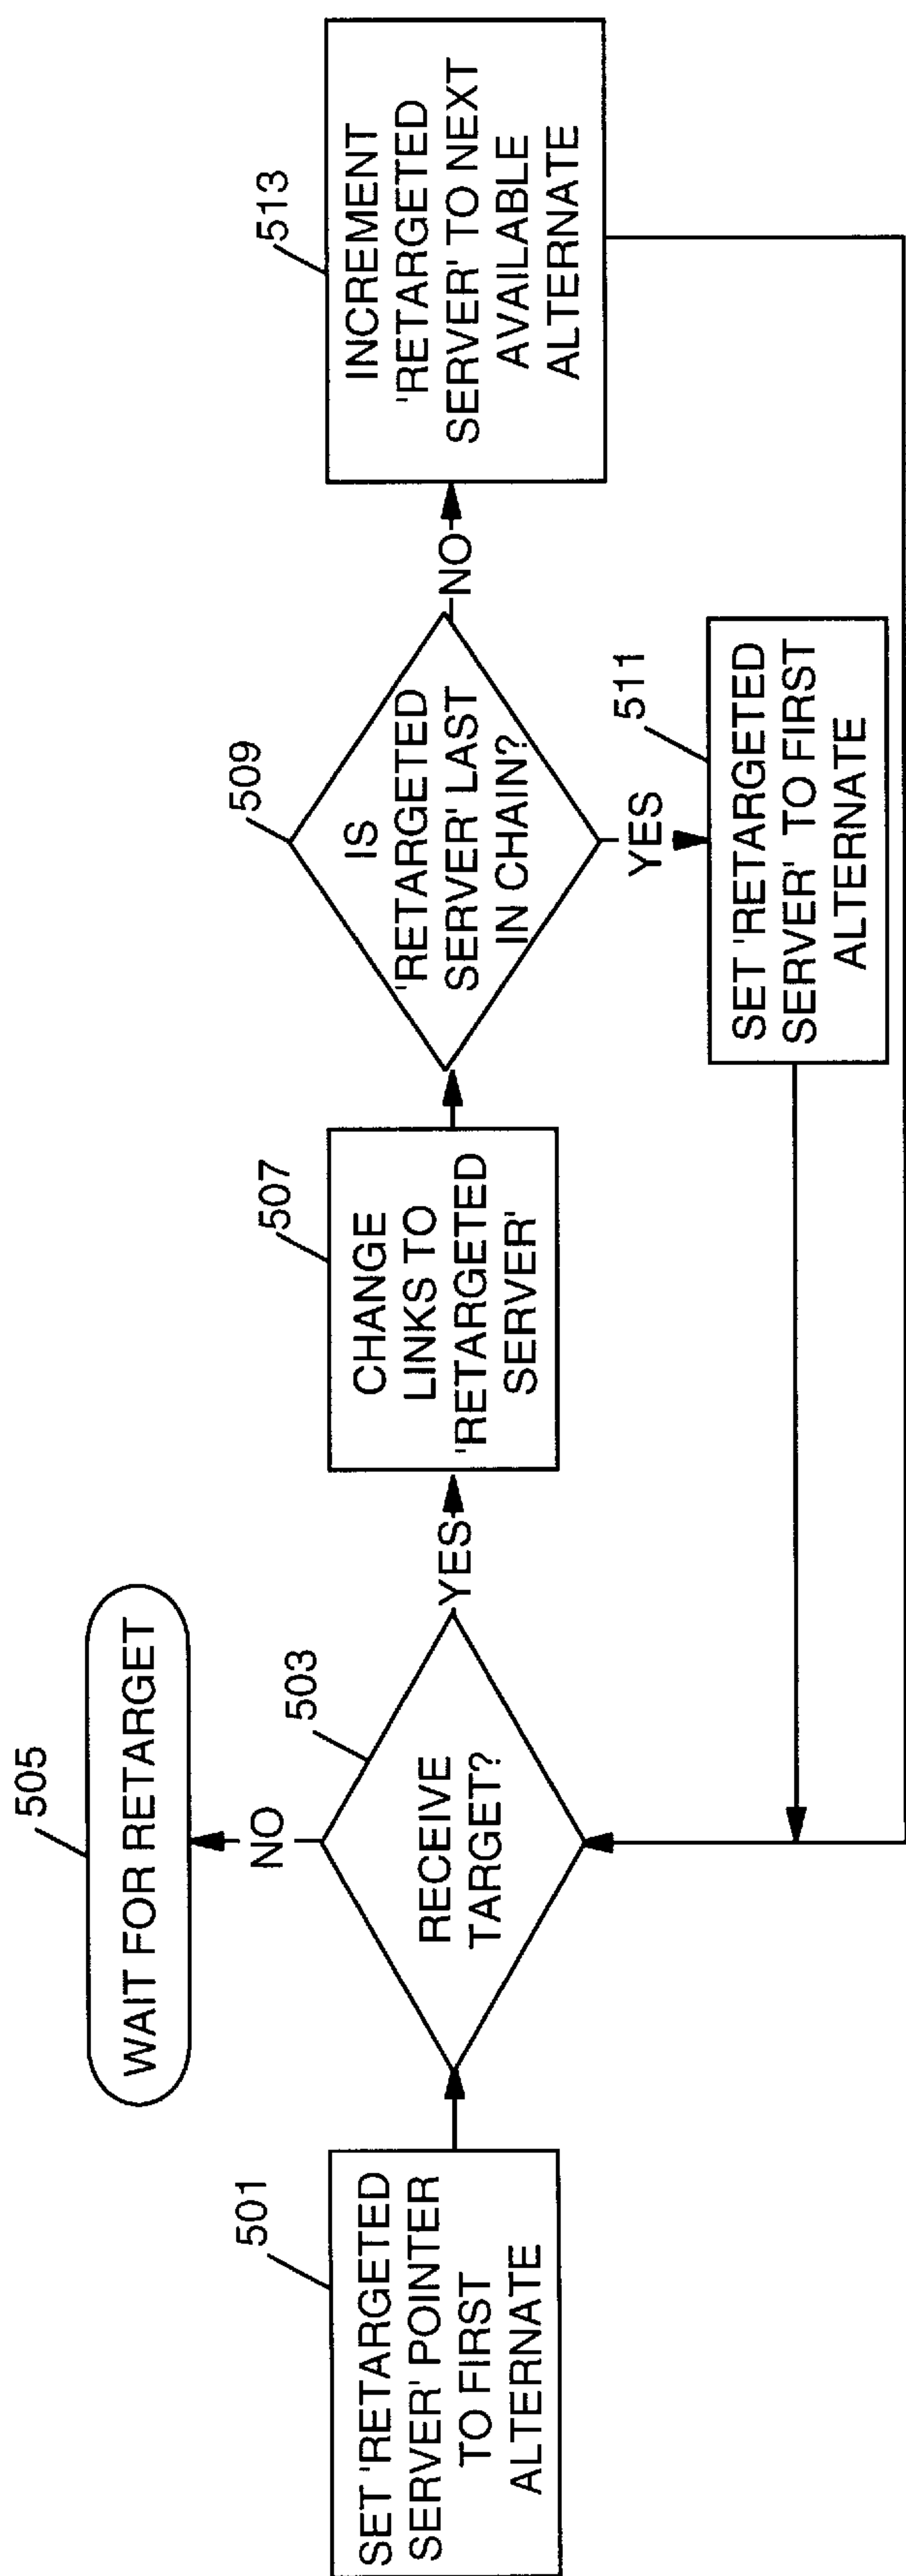 501
SET 'RETARGETED
SERVER' POINTER
TO FIRST
ALTERNATE
503
RECEIVE
TARGET?
NO
505
WAIT FOR RETARGET
YES
507
CHANGE
LINKS TO
'RETARGETED
SERVER'
509
IS
'RETARGETED
SERVER' LAST
IN CHAIN?
YES
511
SET 'RETARGETED
SERVER' TO FIRST
ALTERNATE
NO
513
INCREMENT
'RETARGETED
SERVER' TO NEXT
AVAILABLE
ALTERNATE